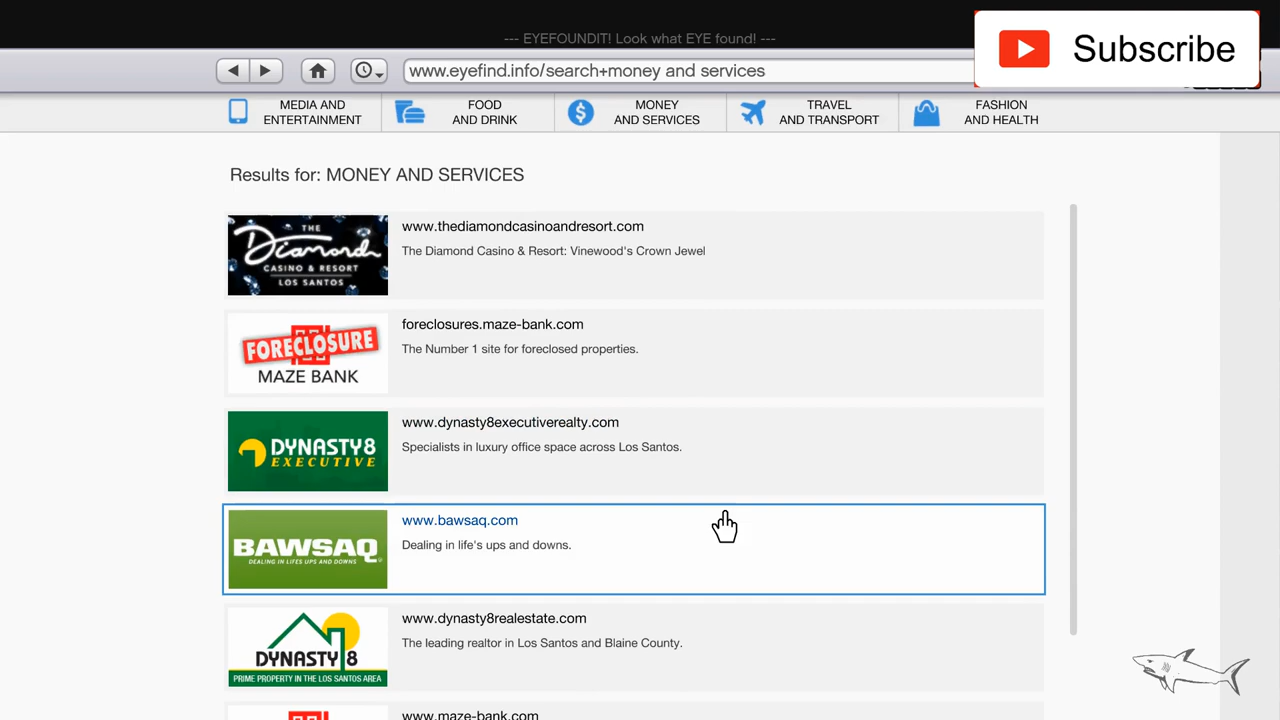 --- EYEFOUNDIT! Look what EYE found! ---
Subscribe
www.eyefind.info/search+money and services
MEDIA AND
ENTERTAINMENT
FOOD
AND DRINK
MONEY
AND SERVICES
TRAVEL
AND TRANSPORT
FASHION
AND HEALTH
Results for: MONEY AND SERVICES
THE
Diamond
CASINO & RESORT
LOS SANTOS
www.thediamondcasinoandresort.com
The Diamond Casino & Resort: Vinewood's Crown Jewel
FORECLOSURE
MAZE BANK
foreclosures.maze-bank.com
The Number 1 site for foreclosed properties.
DYNASTY8
EXECUTIVE
www.dynasty8executiverealty.com
Specialists in luxury office space across Los Santos.
BAWSAQ
DEALING IN LIFE'S UPS AND DOWNS
www.bawsaq.com
Dealing in life's ups and downs.
DYNASTY 8
PRIME PROPERTY IN THE LOS SANTOS AREA
www.dynasty8realestate.com
The leading realtor in Los Santos and Blaine County.
www.maze-bank.com